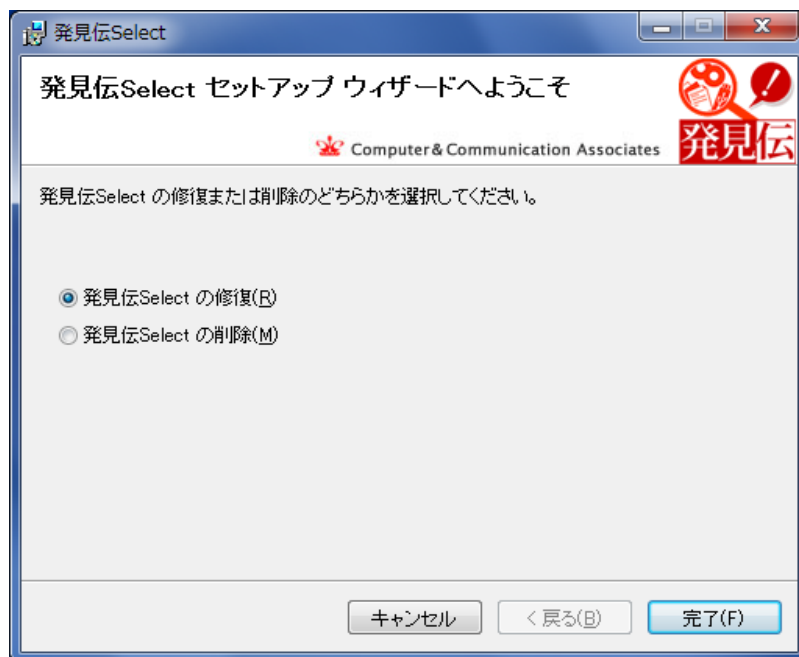 発見伝Select
発見伝Select セットアップ ウィザードへようこそ
Computer&Communication Associates
発見伝
発見伝Select の修復または削除のどちらかを選択してください。
発見伝Select の修復(R)
発見伝Select の削除(M)
キャンセル
< 戻る(B)
完了(F)